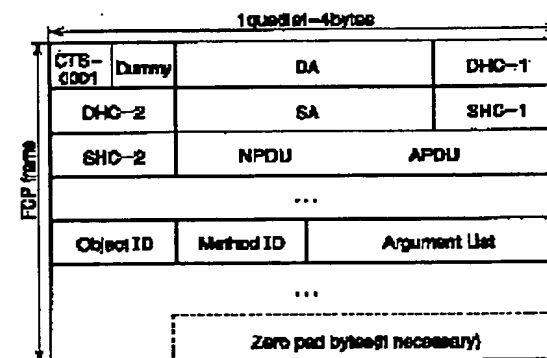 1quadlet=4bytes
CTS=
0001
Dummy
DA
DHC-1
DHC-2
SA
SHC-1
SHC-2
NPDU
APDU
...
Object ID
Method ID
Argument List
...
Zero pad bytes(if necessary)
FCP frame